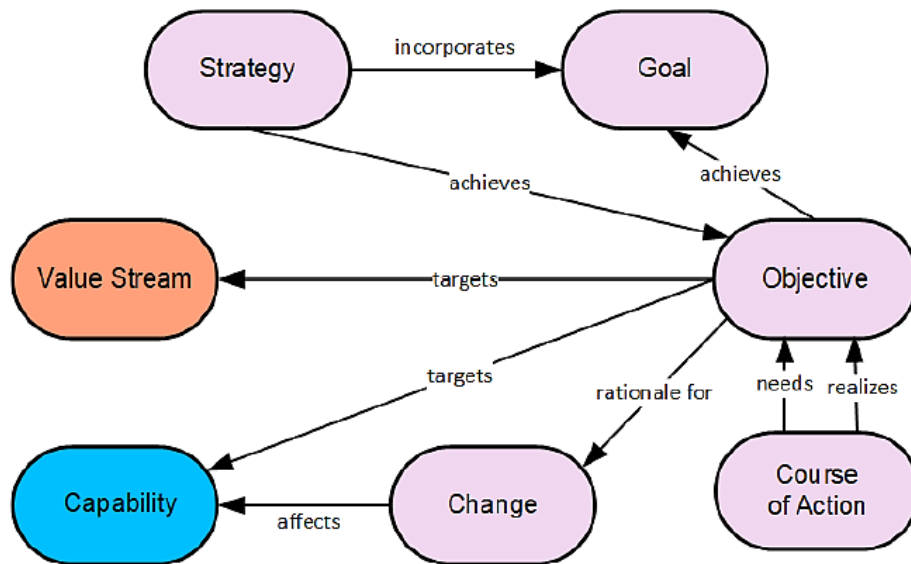 incorporates
Strategy
Goal
achieves
achieves
Value Stream
targets
Objective
targets
rationale for
needs
realizes
Capability
affects
Change
Course
of Action